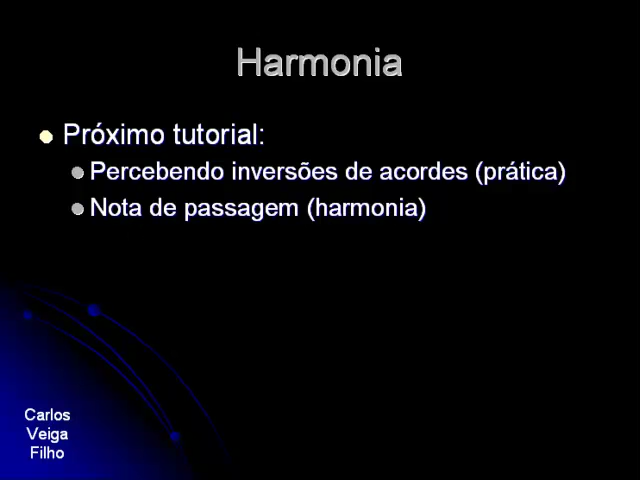 Harmonia
Próximo tutorial:
Percebendo inversões de acordes (prática)
Nota de passagem (harmonia)
Carlos
Veiga
Filho